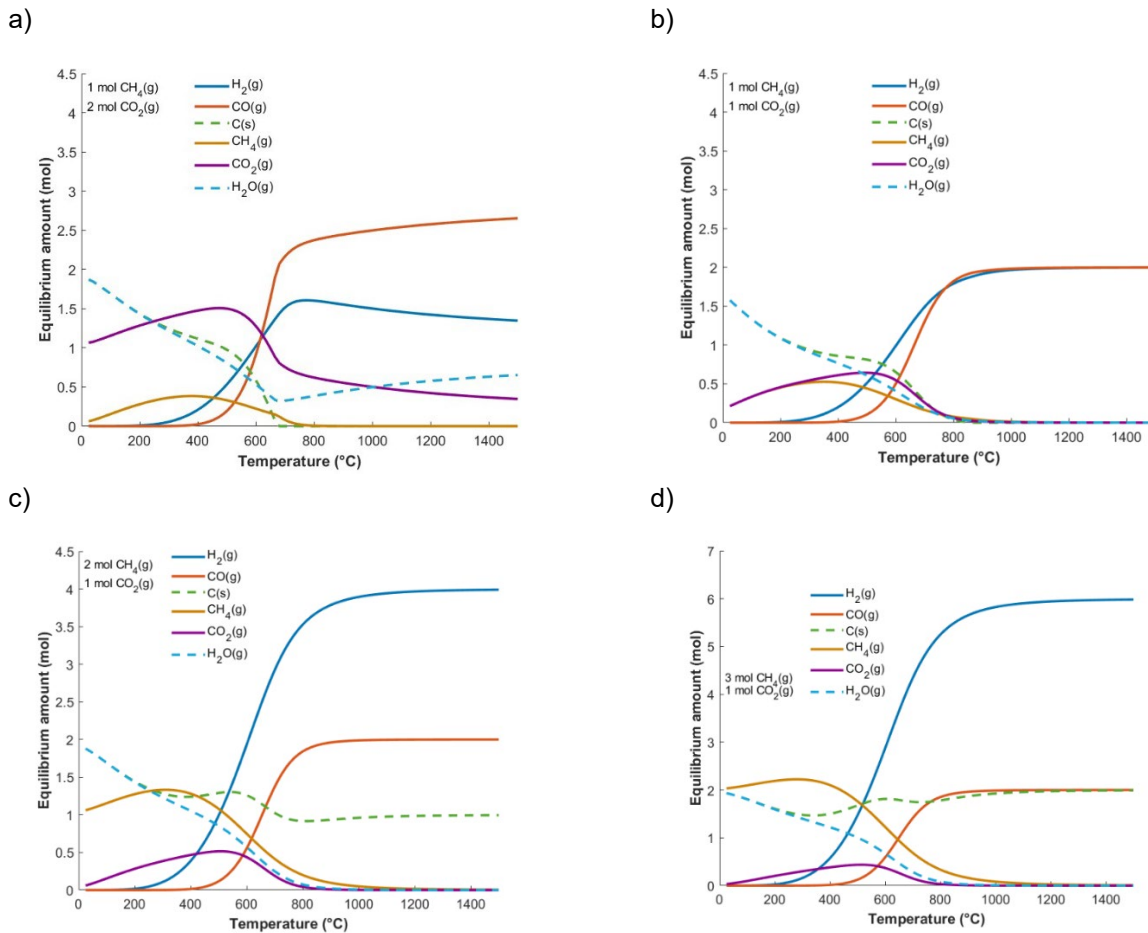 a)
1 mol CH₄(g)
2 mol CO₂(g)
H₂(g)
CO(g)
C(s)
CH₄(g)
CO₂(g)
H₂O(g)
4.5
4
3.5
3
2.5
2
1.5
1
0.5
0
0 200 400 600 800 1000 1200 1400
Equilibrium amount (mol)
Temperature (°C)
b)
1 mol CH₄(g)
1 mol CO₂(g)
H₂(g)
CO(g)
C(s)
CH₄(g)
CO₂(g)
H₂O(g)
4.5
4
3.5
3
2.5
2
1.5
1
0.5
0
0 200 400 600 800 1000 1200 1400
Equilibrium amount (mol)
Temperature (°C)
c)
2 mol CH₄(g)
1 mol CO₂(g)
H₂(g)
CO(g)
C(s)
CH₄(g)
CO₂(g)
H₂O(g)
4.5
4
3.5
3
2.5
2
1.5
1
0.5
0
0 200 400 600 800 1000 1200 1400
Equilibrium amount (mol)
Temperature (°C)
d)
H₂(g)
CO(g)
C(s)
CH₄(g)
CO₂(g)
H₂O(g)
3 mol CH₄(g)
1 mol CO₂(g)
7
6
5
4
3
2
1
0
0 200 400 600 800 1000 1200 1400
Equilibrium amount (mol)
Temperature (°C)